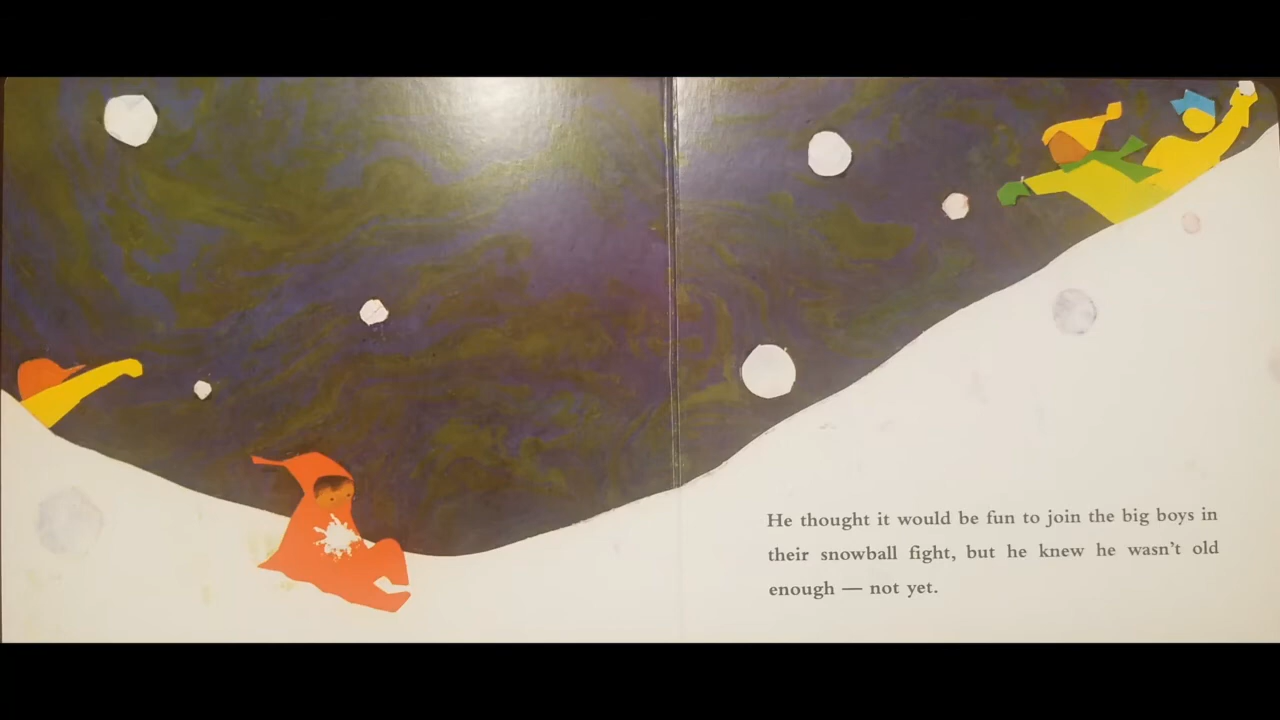 He thought it would be fun to join the big boys in
their snowball fight, but he knew he wasn't old
enough — not yet.